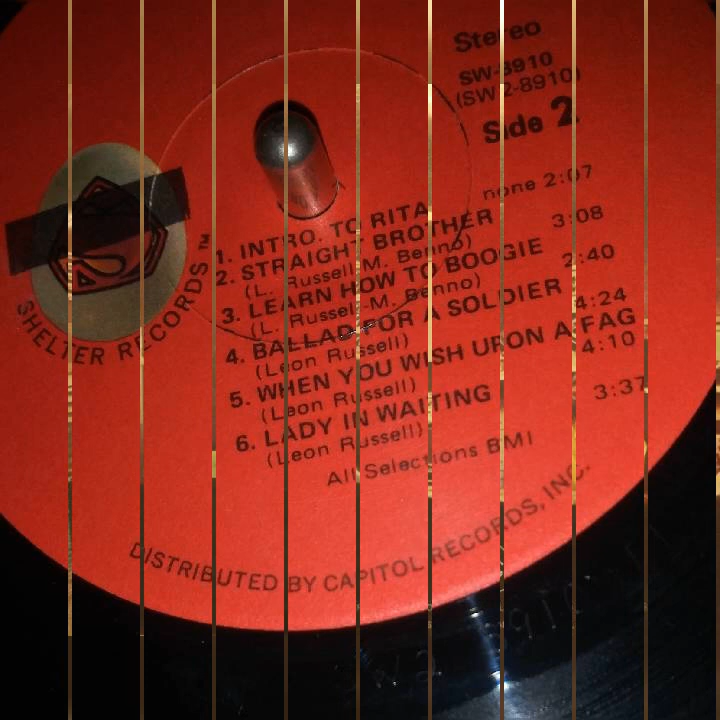 Stereo
SW-8910
(SW 2-8910)
Side 2
1. INTRO. TO RITA none 2:07
2. STRAIGHT BROTHER 3:08
(L. Russell-M. Benno)
3. LEARN HOW TO BOOGIE 2:40
(L. Russell-M. Benno)
4. BALLAD FOR A SOLDIER 4:24
(Leon Russell)
5. WHEN YOU WISH UPON A FAG 4:10
(Leon Russell)
6. LADY IN WAITING 3:37
(Leon Russell)
All Selections BMI
SHELTER RECORDS™
DISTRIBUTED BY CAPITOL RECORDS, INC.